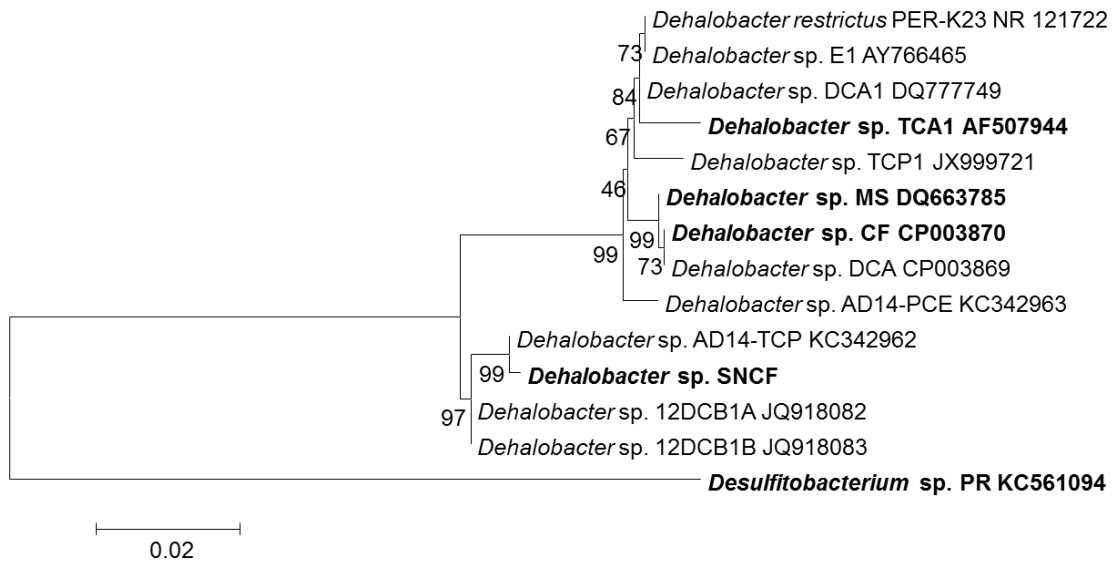 Dehalobacter restrictus PER-K23 NR 121722
73
Dehalobacter sp. E1 AY766465
84
Dehalobacter sp. DCA1 DQ777749
Dehalobacter sp. TCA1 AF507944
67
Dehalobacter sp. TCP1 JX999721
46
Dehalobacter sp. MS DQ663785
99
Dehalobacter sp. CF CP003870
99
73
Dehalobacter sp. DCA CP003869
Dehalobacter sp. AD14-PCE KC342963
Dehalobacter sp. AD14-TCP KC342962
99
Dehalobacter sp. SNCF
97
Dehalobacter sp. 12DCB1A JQ918082
Dehalobacter sp. 12DCB1B JQ918083
Desulfitobacterium sp. PR KC561094
0.02